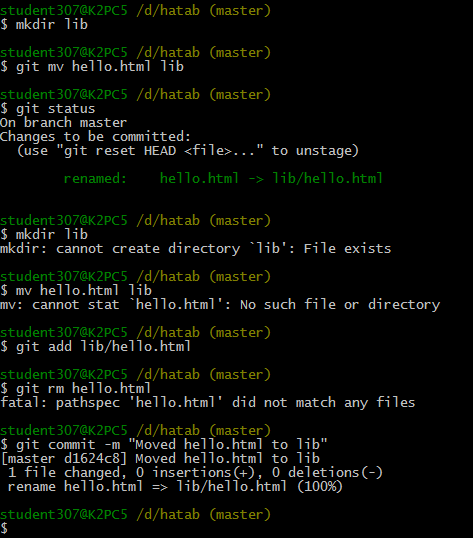 student307@K2PC5 /d/hatab (master)
$ mkdir lib
student307@K2PC5 /d/hatab (master)
$ git mv hello.html lib
student307@K2PC5 /d/hatab (master)
$ git status
On branch master
Changes to be committed:
  (use "git reset HEAD <file>..." to unstage)
        renamed:    hello.html -> lib/hello.html
student307@K2PC5 /d/hatab (master)
$ mkdir lib
mkdir: cannot create directory `lib': File exists
student307@K2PC5 /d/hatab (master)
$ mv hello.html lib
mv: cannot stat `hello.html': No such file or directory
student307@K2PC5 /d/hatab (master)
$ git add lib/hello.html
student307@K2PC5 /d/hatab (master)
$ git rm hello.html
fatal: pathspec 'hello.html' did not match any files
student307@K2PC5 /d/hatab (master)
$ git commit -m "Moved hello.html to lib"
[master d1624c8] Moved hello.html to lib
 1 file changed, 0 insertions(+), 0 deletions(-)
 rename hello.html => lib/hello.html (100%)
student307@K2PC5 /d/hatab (master)
$